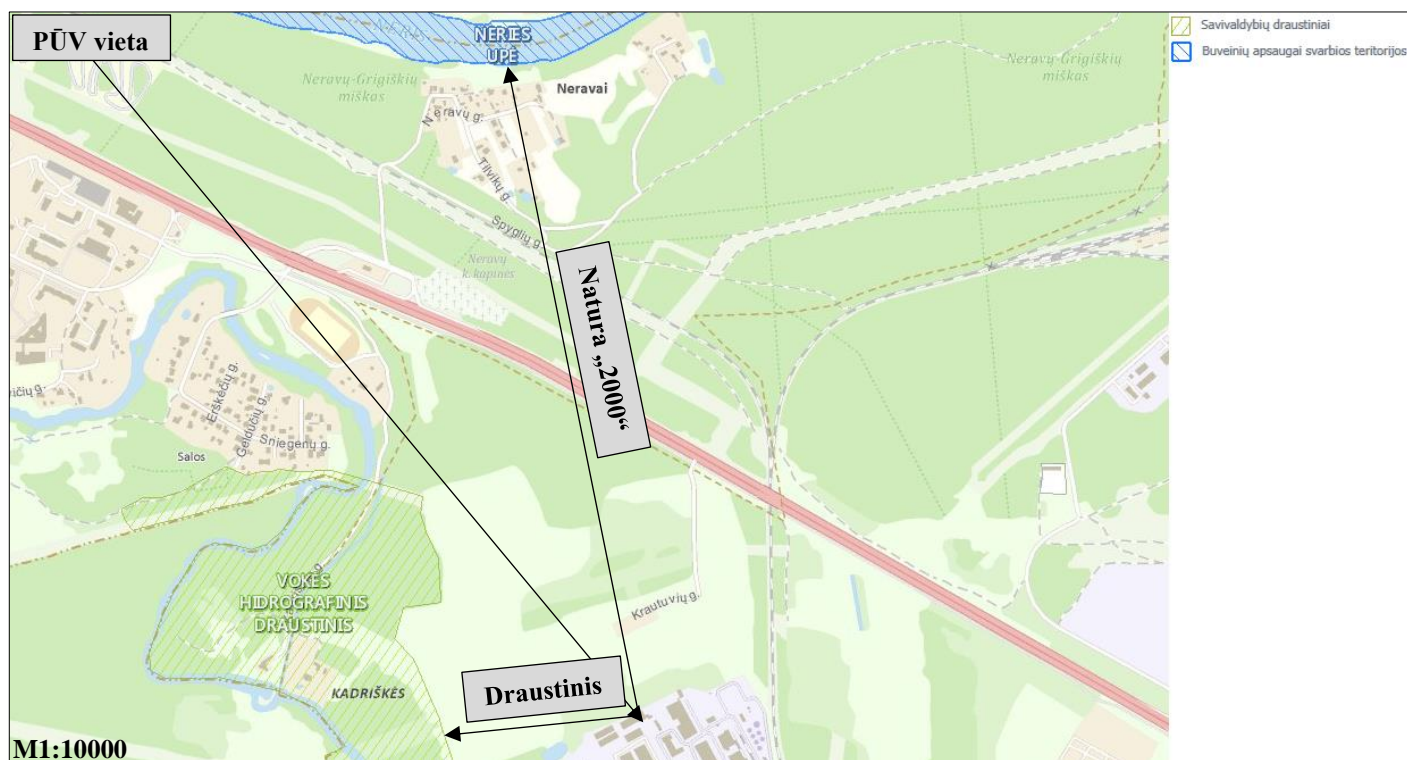 PŪV vieta
NERIES
NERIES
UPĖ
Savivaldybių draustiniai
Buveinių apsaugai svarbios teritorijos
Neravų-Grigiškių
miškas
Neravai
Neravų-Grigiškių
miškas
Neravų g.
Tilvikų g.
Spyglių g.
Neravų
k. kapinės
Natura „2000“
Erškėčių g.
Geldučių g.
Sniegenų g.
Salos
VOKĖS
HIDROGRAFINIS
DRAUSTINIS
Krautuvių g.
KADRIŠKĖS
Draustinis
M1:10000